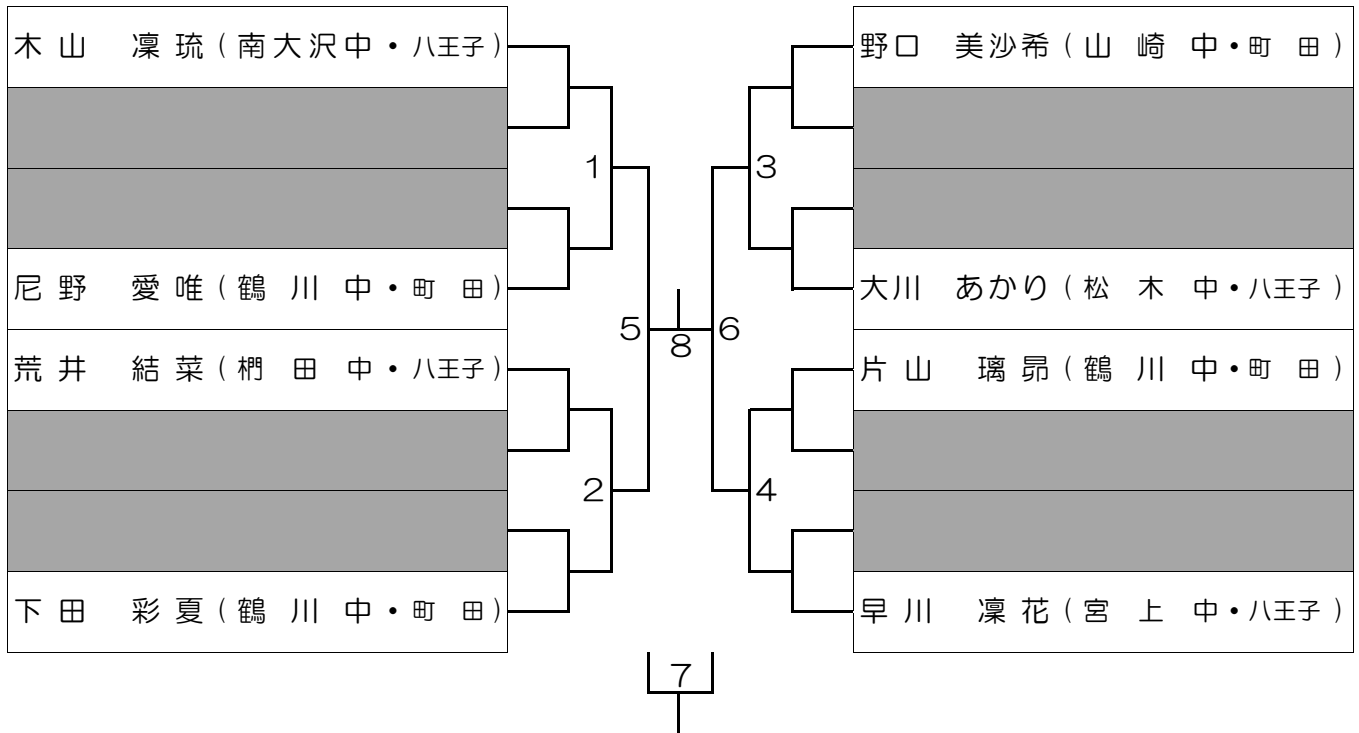 木山 凜琉(南大沢中・八王子)
1
尼野 愛唯(鶴川中・町田)
荒井 結菜(椚田中・八王子)
2
下田 彩夏(鶴川中・町田)
5
8
6
野口 美沙希(山崎中・町田)
3
大川 あかり(松木中・八王子)
片山 璃昴(鶴川中・町田)
4
早川 凜花(宮上中・八王子)
7